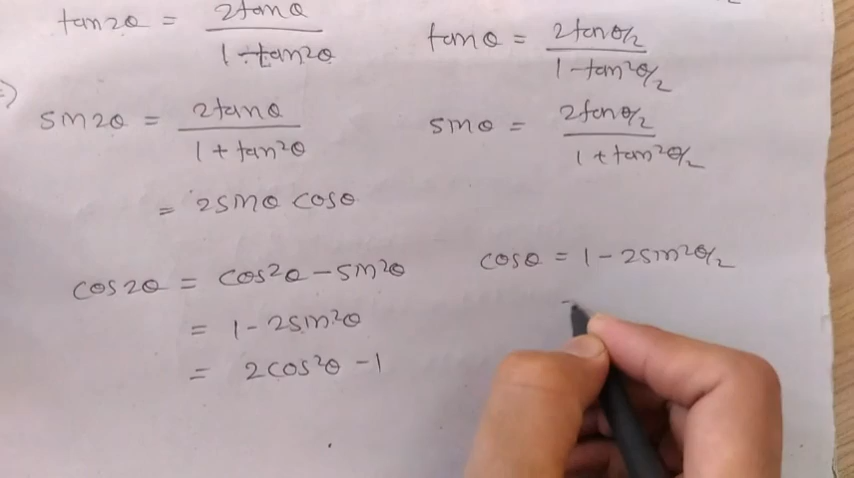 tan2θ = 2tanθ / 1 - tan²θ
tanθ = 2tanθ/2 / 1 - tan²θ/2
sin2θ = 2tanθ / 1 + tan²θ
sinθ = 2tanθ/2 / 1 + tan²θ/2
= 2sinθ cosθ
cos2θ = cos²θ - sin²θ
cosθ = 1 - 2sin²θ/2
= 1 - 2sin²θ
= 2cos²θ - 1